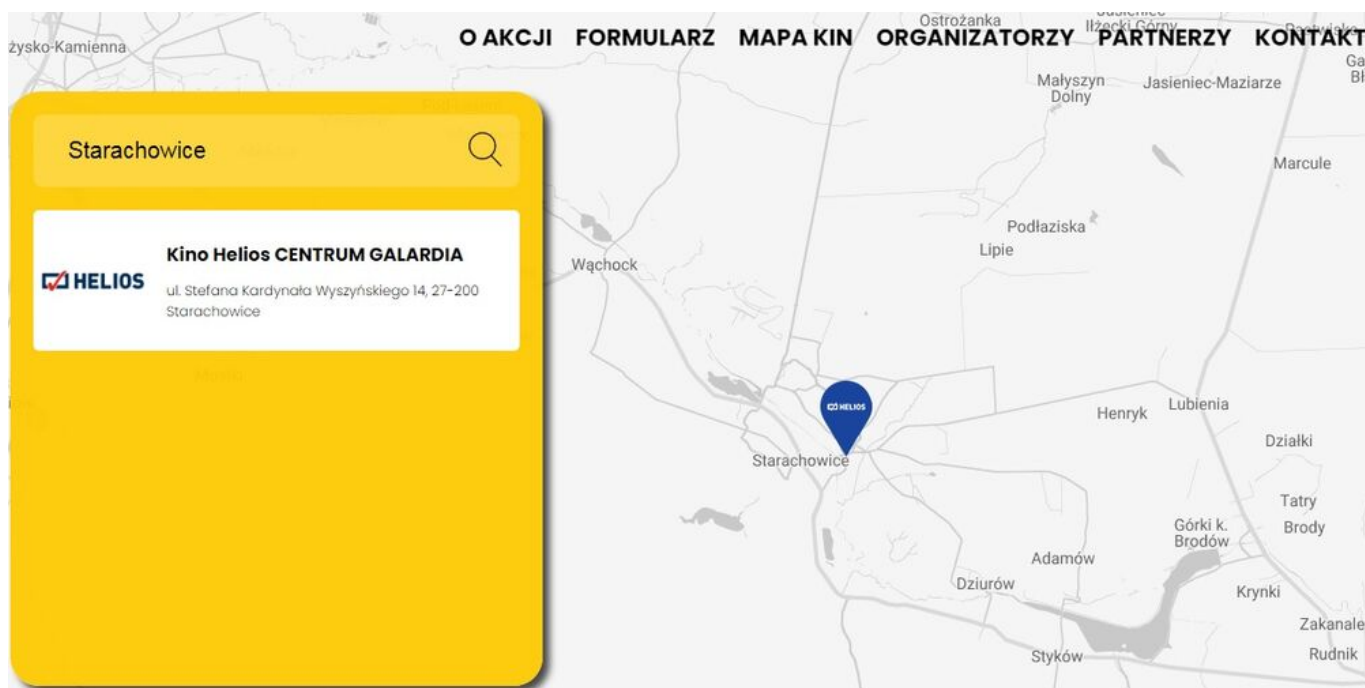 O AKCJI FORMULARZ MAPA KIN ORGANIZATORZY PARTNERZY KONTAKT
Starachowice
HELIOS
Kino Helios CENTRUM GALARDIA
ul. Stefana Kardynała Wyszyńskiego 14, 27-200
Starachowice
żysko-Kamienna
Ostrożanka
Iłżecki Górny
Małyszyn
Dolny
Jasieniec-Maziarze
Marcule
Podłaziska
Lipie
Wąchock
HELIOS
Starachowice
Henryk
Lubienia
Działki
Tatry
Brody
Górki k.
Brodów
Adamów
Dziurów
Krynki
Zakanale
Rudnik
Styków